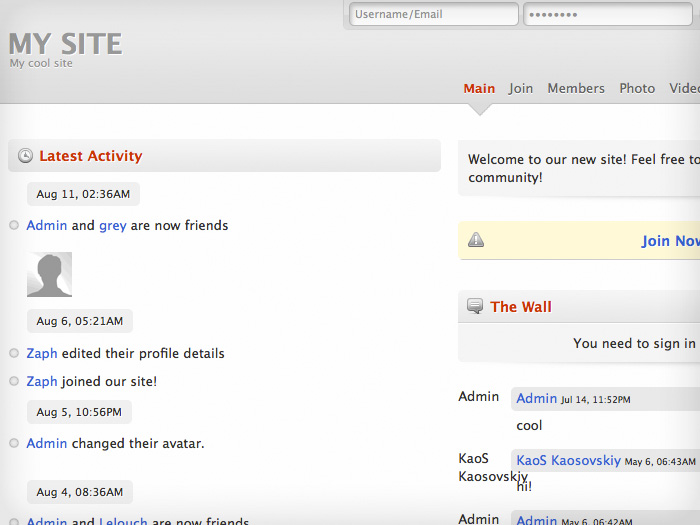 Username/Email
MY SITE
My cool site
Main Join Members Photo Video
Latest Activity
Aug 11, 02:36AM
Admin and grey are now friends
Aug 6, 05:21AM
Zaph edited their profile details
Zaph joined our site!
Aug 5, 10:56PM
Admin changed their avatar.
Aug 4, 08:36AM
Admin and Lelouch are now friends
Welcome to our new site! Feel free to
community!
Join Now
The Wall
You need to sign in
Admin
Admin Jul 14, 11:52PM
cool
KaoS
Kaosovskiy
KaoS Kaosovskiy May 6, 06:43AM
hi!
Admin
Admin May 6, 06:42AM